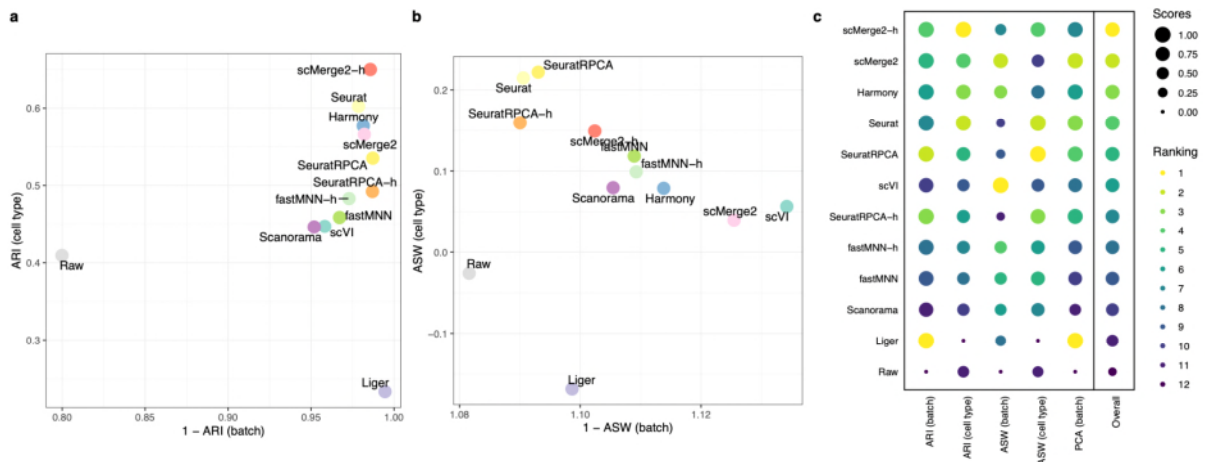 a
scMerge2-h
Seurat
Harmony
scMerge2
SeuratRPCA
SeuratRPCA-h
fastMNN-h
fastMNN
scVI
Scanorama
Raw
Liger
0.6
0.5
0.4
0.3
ARI (cell type)
0.80
0.85
0.90
0.95
1.00
1 - ARI (batch)
b
SeuratRPCA
Seurat
SeuratRPCA-h
scMerge2-h
fastMNN
fastMNN-h
Scanorama
Harmony
scMerge2
scVI
Raw
Liger
0.2
0.1
0.0
-0.1
ASW (cell type)
1.08
1.10
1.12
1 - ASW (batch)
c
scMerge2-h
scMerge2
Harmony
Seurat
SeuratRPCA
scVI
SeuratRPCA-h
fastMNN-h
fastMNN
Scanorama
Liger
Raw
ARI (batch)
ARI (cell type)
ASW (batch)
ASW (cell type)
PCA (batch)
Overall
Scores
1.00
0.75
0.50
0.25
0.00
Ranking
1
2
3
4
5
6
7
8
9
10
11
12